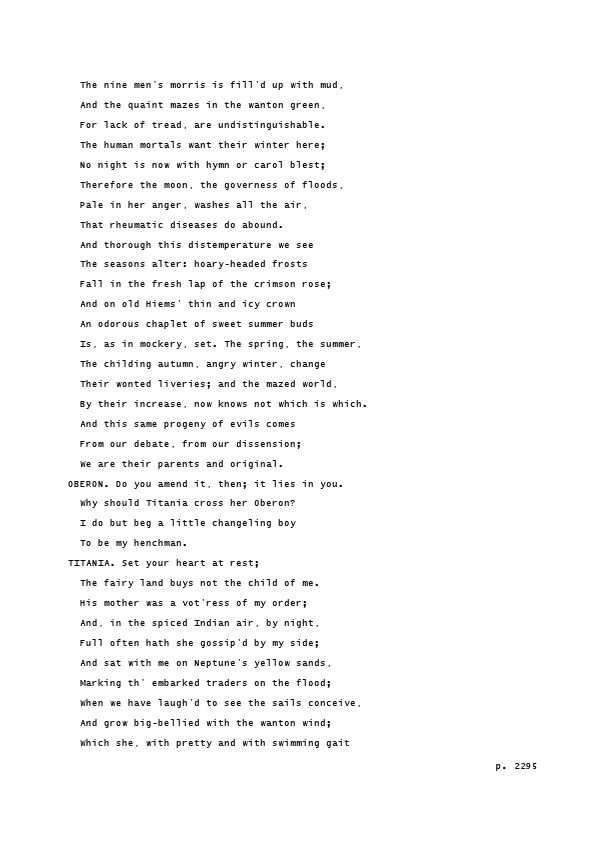 The nine men's morris is fill'd up with mud,
And the quaint mazes in the wanton green,
For lack of tread, are undistinguishable.
The human mortals want their winter here;
No night is now with hymn or carol blest;
Therefore the moon, the governess of floods,
Pale in her anger, washes all the air,
That rheumatic diseases do abound.
And thorough this distemperature we see
The seasons alter: hoary-headed frosts
Fall in the fresh lap of the crimson rose;
And on old Hiems' thin and icy crown
An odorous chaplet of sweet summer buds
Is, as in mockery, set. The spring, the summer,
The childing autumn, angry winter, change
Their wonted liveries; and the mazed world,
By their increase, now knows not which is which.
And this same progeny of evils comes
From our debate, from our dissension;
We are their parents and original.
OBERON. Do you amend it, then; it lies in you.
Why should Titania cross her Oberon?
I do but beg a little changeling boy
To be my henchman.
TITANIA. Set your heart at rest;
The fairy land buys not the child of me.
His mother was a vot'ress of my order;
And, in the spiced Indian air, by night,
Full often hath she gossip'd by my side;
And sat with me on Neptune's yellow sands,
Marking th' embarked traders on the flood;
When we have laugh'd to see the sails conceive,
And grow big-bellied with the wanton wind;
Which she, with pretty and with swimming gait
p. 2295